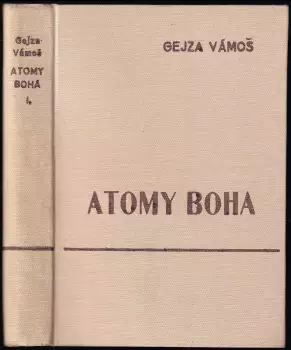 Gejza
Vámoš
ATOMY
BOHA
I.
GEJZA VÁMOŠ
ATOMY BOHA